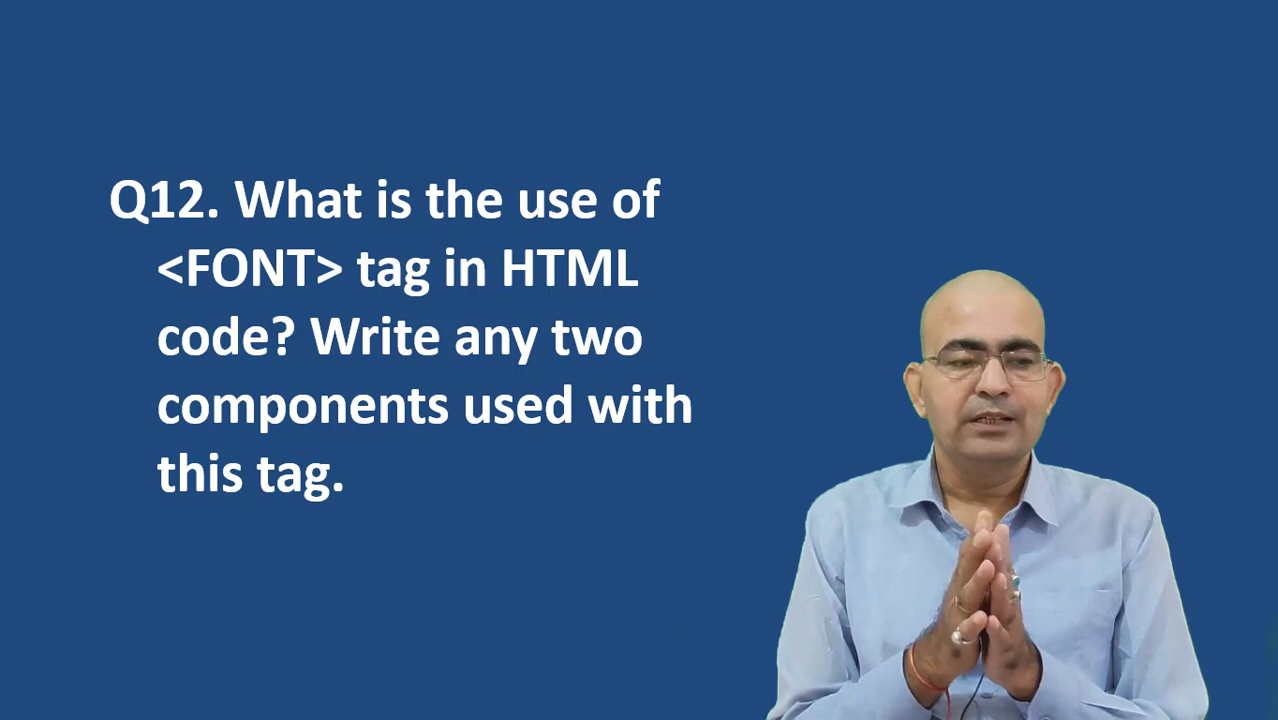 Q12. What is the use of
<FONT> tag in HTML
code? Write any two
components used with
this tag.